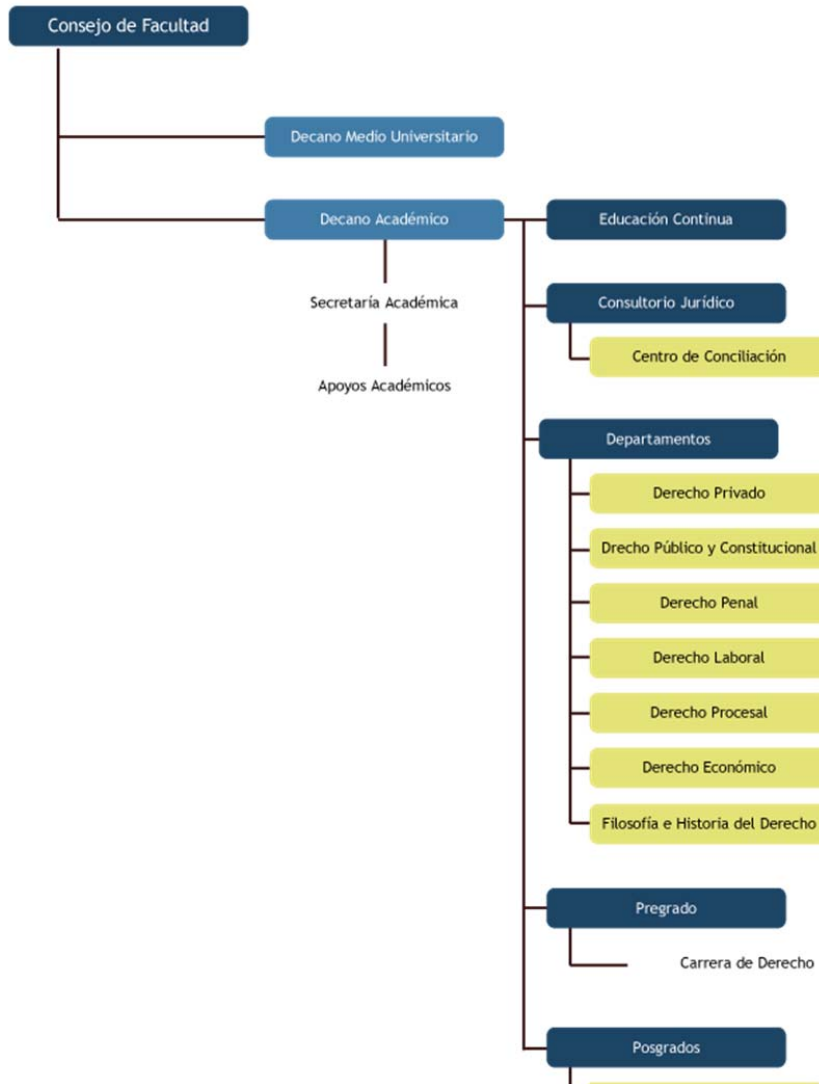 Consejo de Facultad
Decano Medio Universitario
Decano Académico
Educación Continua
Secretaría Académica
Consultorio Jurídico
Centro de Conciliación
Apoyos Académicos
Departamentos
Derecho Privado
Drecho Público y Constitucional
Derecho Penal
Derecho Laboral
Derecho Procesal
Derecho Económico
Filosofía e Historia del Derecho
Pregrado
Carrera de Derecho
Posgrados